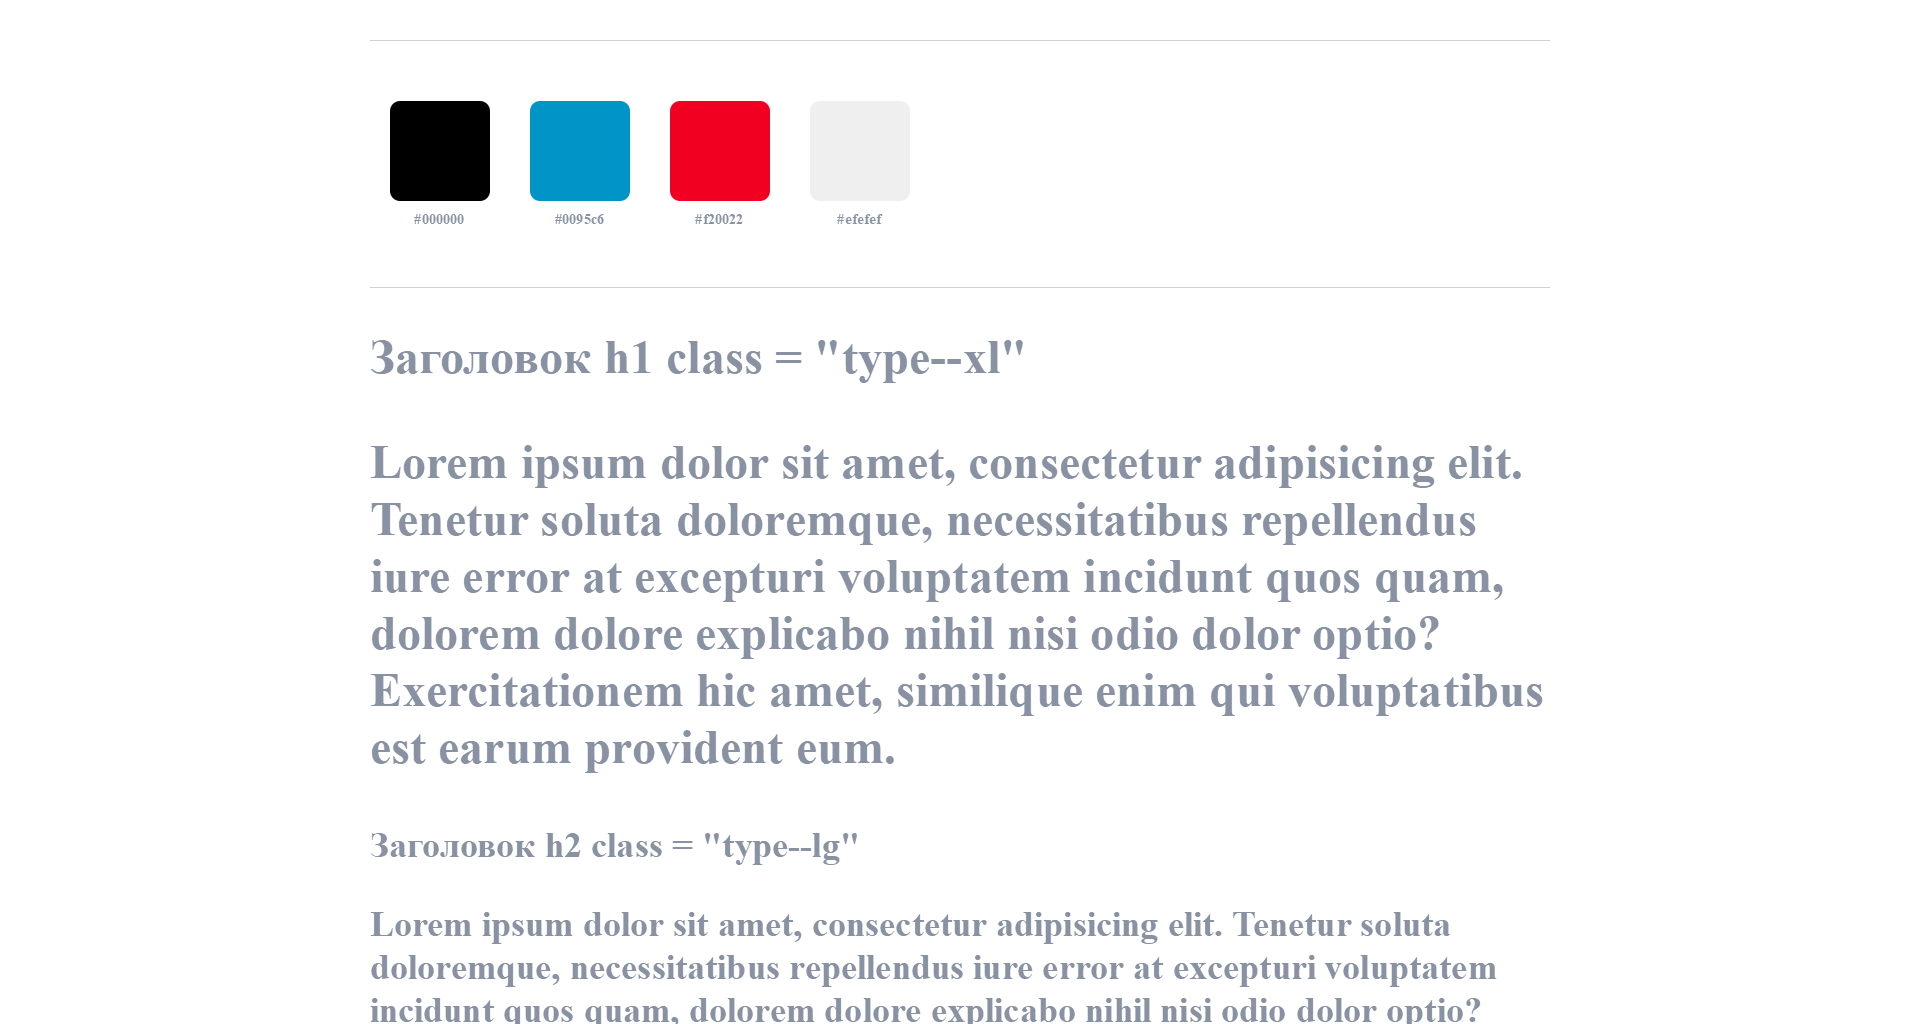 #000000
#0095c6
#f20022
#efefef
Заголовок h1 class = "type--xl"
Lorem ipsum dolor sit amet, consectetur adipisicing elit.
Tenetur soluta doloremque, necessitatibus repellendus
iure error at excepturi voluptatem incidunt quos quam,
dolorem dolore explicabo nihil nisi odio dolor optio?
Exercitationem hic amet, similique enim qui voluptatibus
est earum provident eum.
Заголовок h2 class = "type--lg"
Lorem ipsum dolor sit amet, consectetur adipisicing elit. Tenetur soluta
doloremque, necessitatibus repellendus iure error at excepturi voluptatem
incidunt quos quam, dolorem dolore explicabo nihil nisi odio dolor optio?